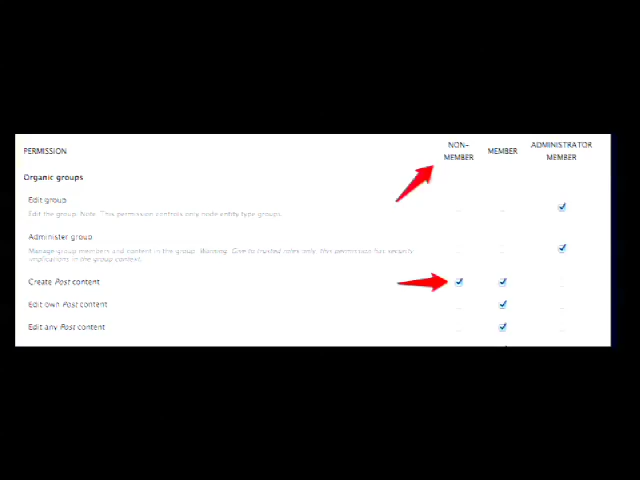 PERMISSION
NON-
MEMBER
MEMBER
ADMINISTRATOR
MEMBER
Organic groups
Edit group
Edit the group. Note: This permission controls only node entity type groups.
Administer group
Manage group members and content in the group. Warning: Give to trusted roles only; this permission has security
implications in the group context.
Create Post content
Edit own Post content
Edit any Post content